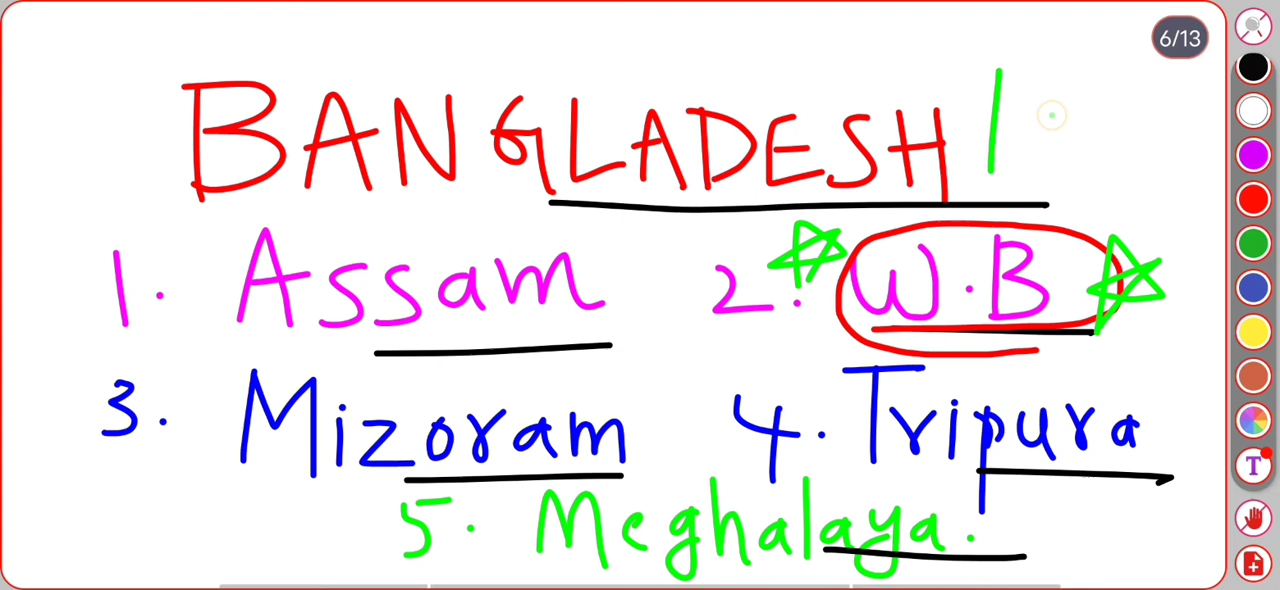 6/13
BANGLADESH
1. Assam 2. W.B
3. Mizoram 4. Tripura
5. Meghalaya.
T